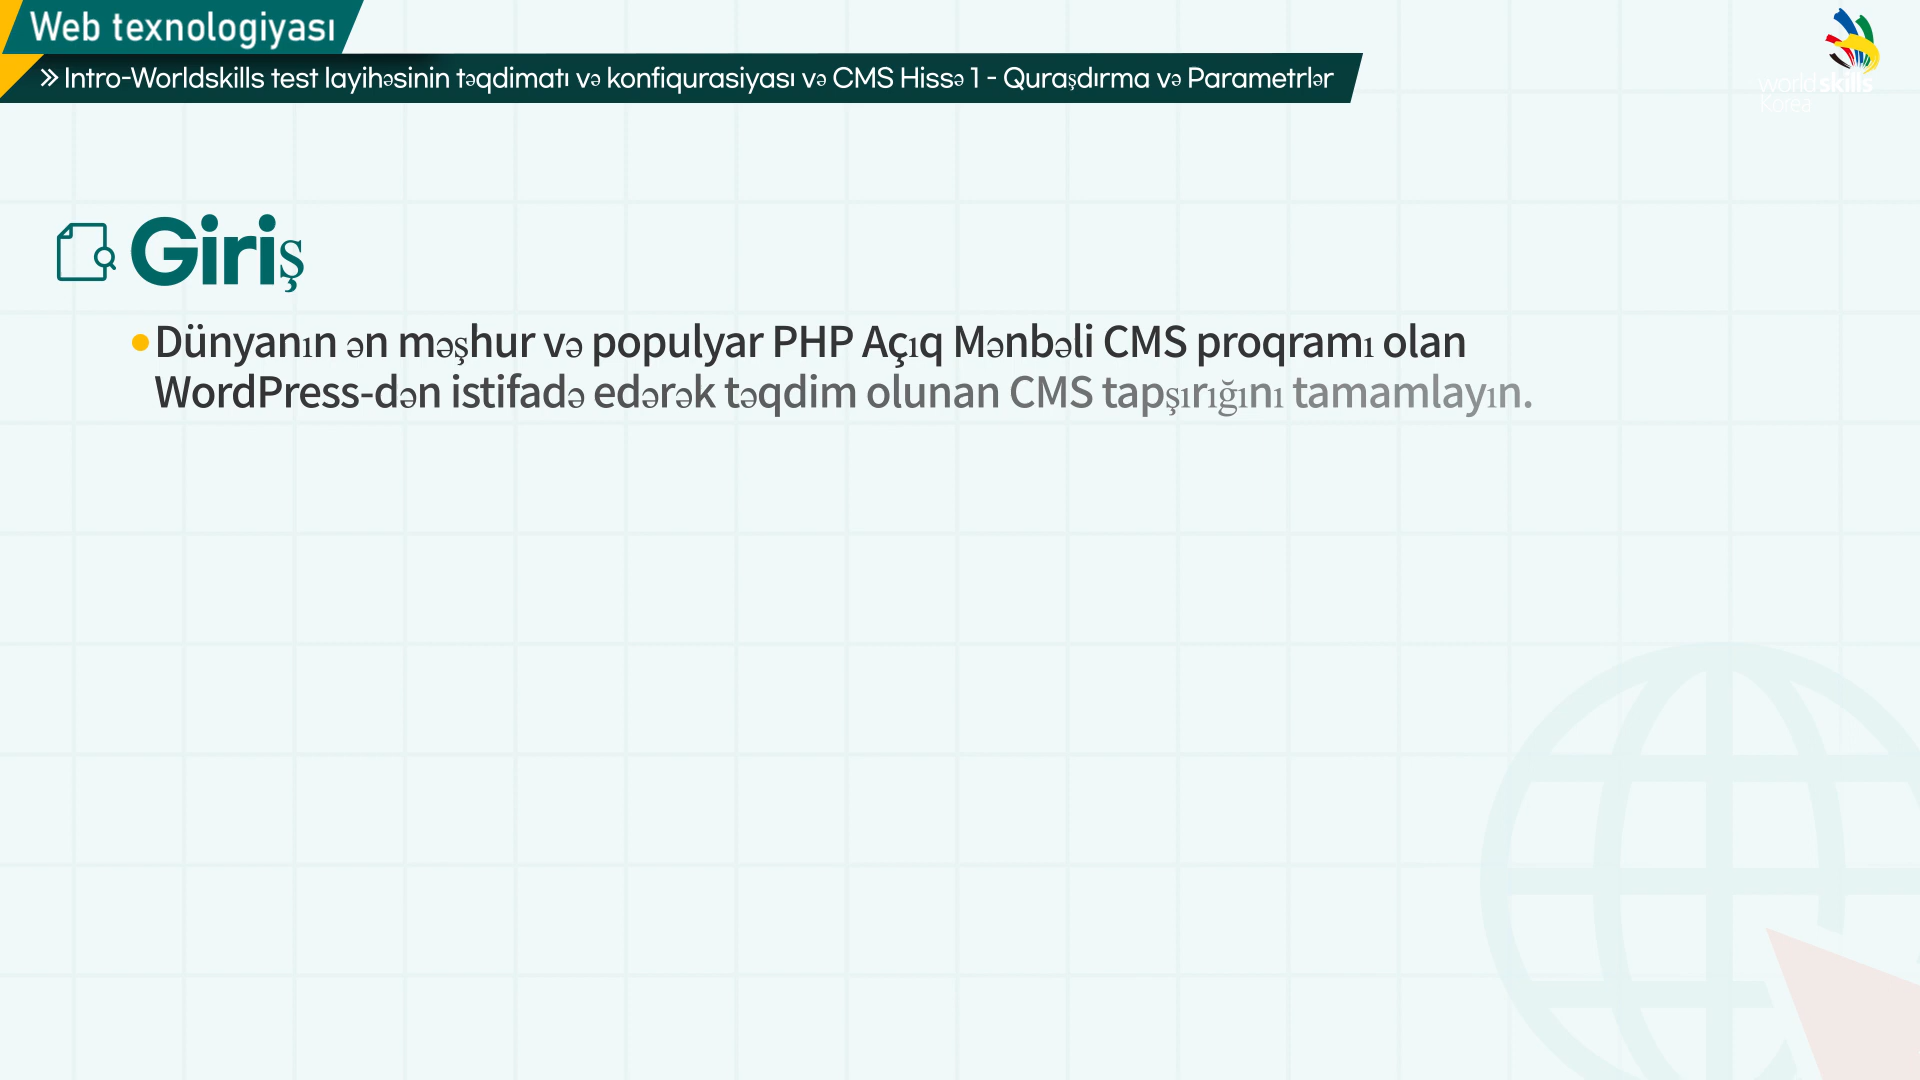 Web texnologiyası
» Intro-Worldskills test layihəsinin təqdimatı və konfiqurasiyası və CMS Hissə 1 - Quraşdırma və Parametrlər
worldskills
Korea
Giriş
•Dünyanın ən məşhur və populyar PHP Açıq Mənbəli CMS proqramı olan
WordPress-dən istifadə edərək təqdim olunan CMS tapşırığını tamamlayın.